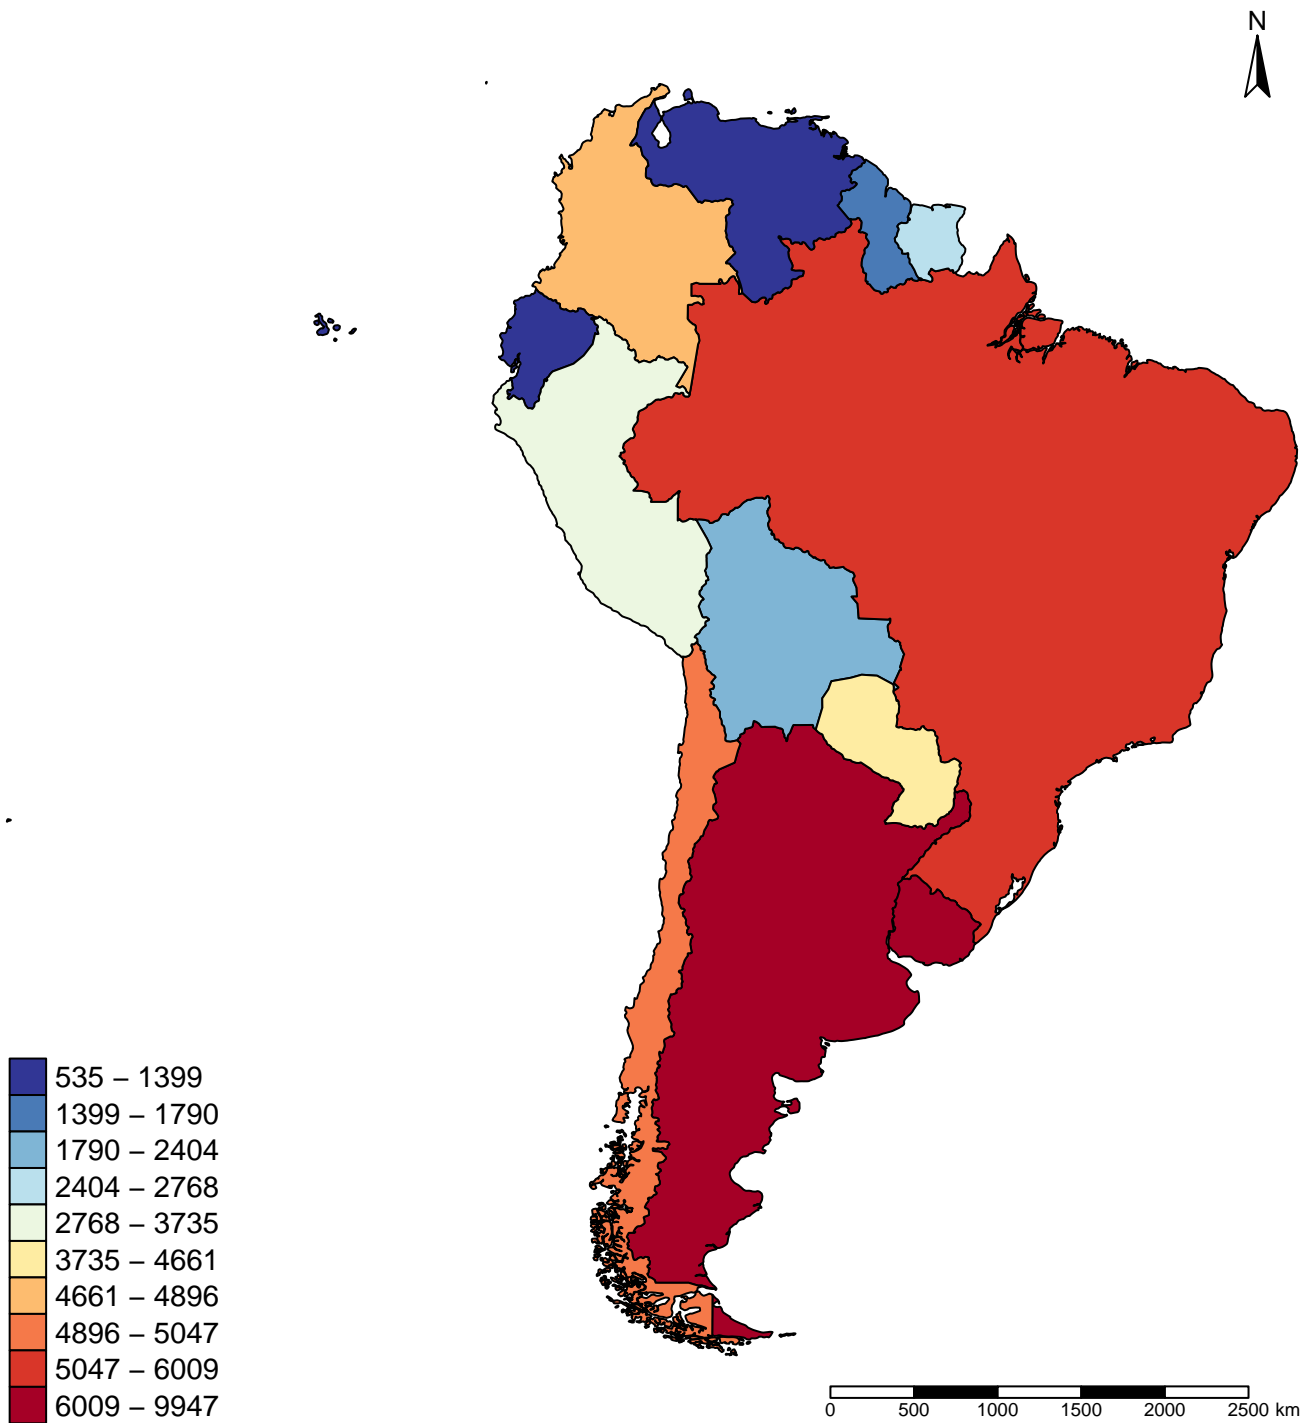 N
535 – 1399
1399 – 1790
1790 – 2404
2404 – 2768
2768 – 3735
3735 – 4661
4661 – 4896
4896 – 5047
5047 – 6009
6009 – 9947
0 500 1000 1500 2000 2500 km